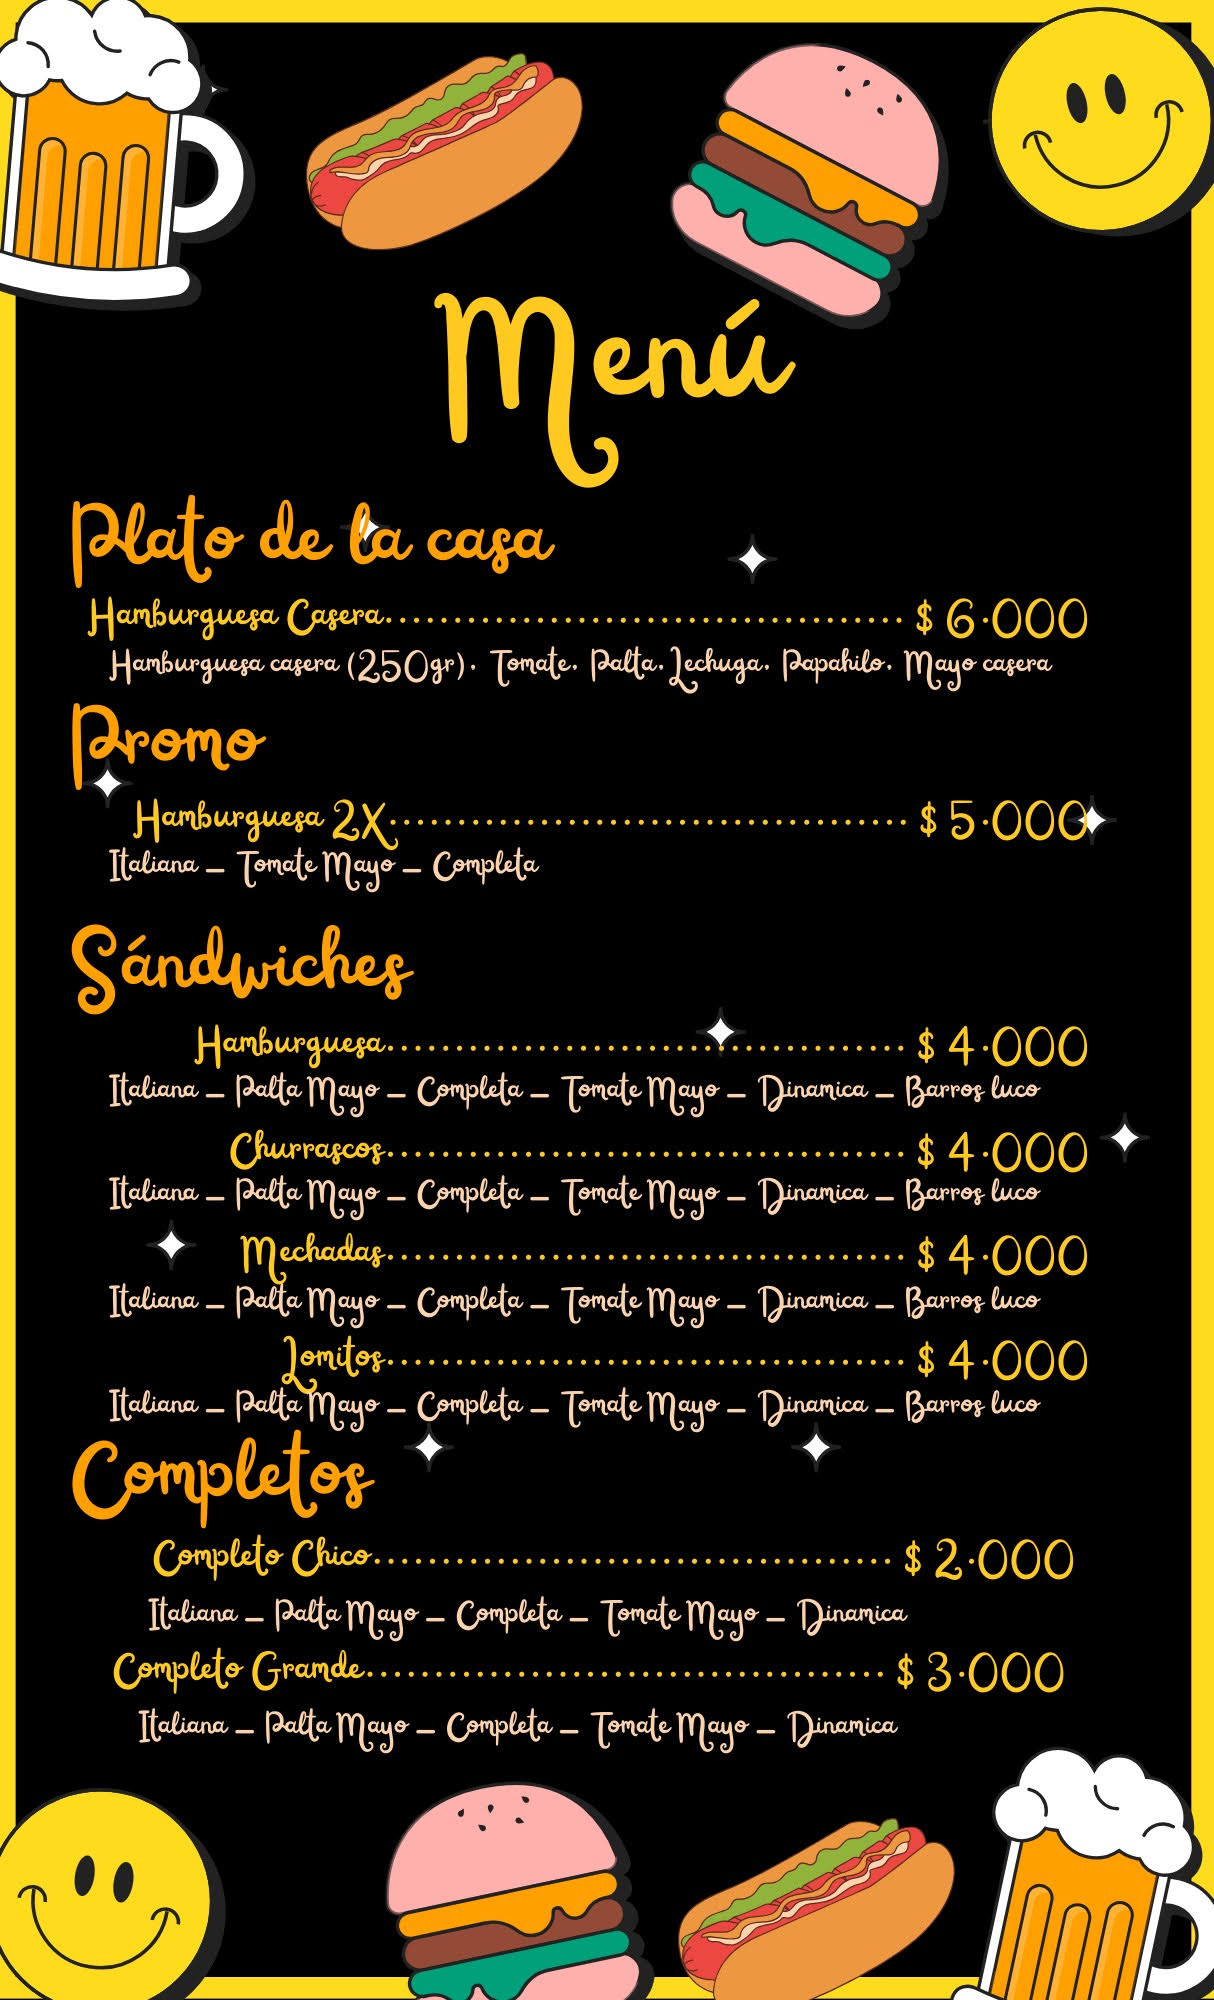 Menú
Plato de la casa
Hamburguesa Casera...................................... $ 6.000
Hamburguesa casera (250gr). Tomate. Palta. Lechuga. Papahilo. Mayo casera
Promo
Hamburguesa 2X...................................... $ 5.000
Italiana – Tomate Mayo – Completa
Sándwiches
Hamburguesa...................................... $ 4.000
Italiana – Palta Mayo – Completa – Tomate Mayo – Dinamica – Barros luco
Churrascos...................................... $ 4.000
Italiana – Palta Mayo – Completa – Tomate Mayo – Dinamica – Barros luco
Mechadas...................................... $ 4.000
Italiana – Palta Mayo – Completa – Tomate Mayo – Dinamica – Barros luco
Lomitos...................................... $ 4.000
Italiana – Palta Mayo – Completa – Tomate Mayo – Dinamica – Barros luco
Completos
Completo Chico...................................... $ 2.000
Italiana – Palta Mayo – Completa – Tomate Mayo – Dinamica
Completo Gramde...................................... $ 3.000
Italiana – Palta Mayo – Completa – Tomate Mayo – Dinamica